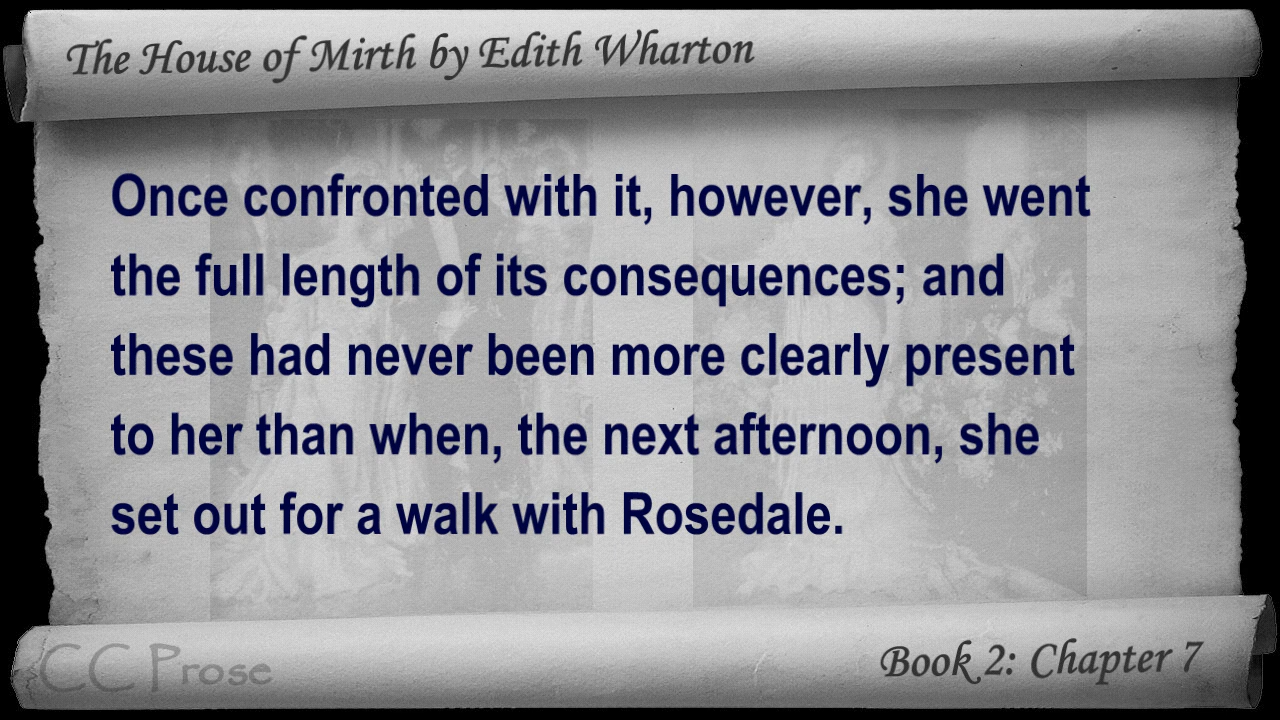 The House of Mirth by Edith Wharton
Once confronted with it, however, she went
the full length of its consequences; and
these had never been more clearly present
to her than when, the next afternoon, she
set out for a walk with Rosedale.
CC Prose
Book 2: Chapter 7